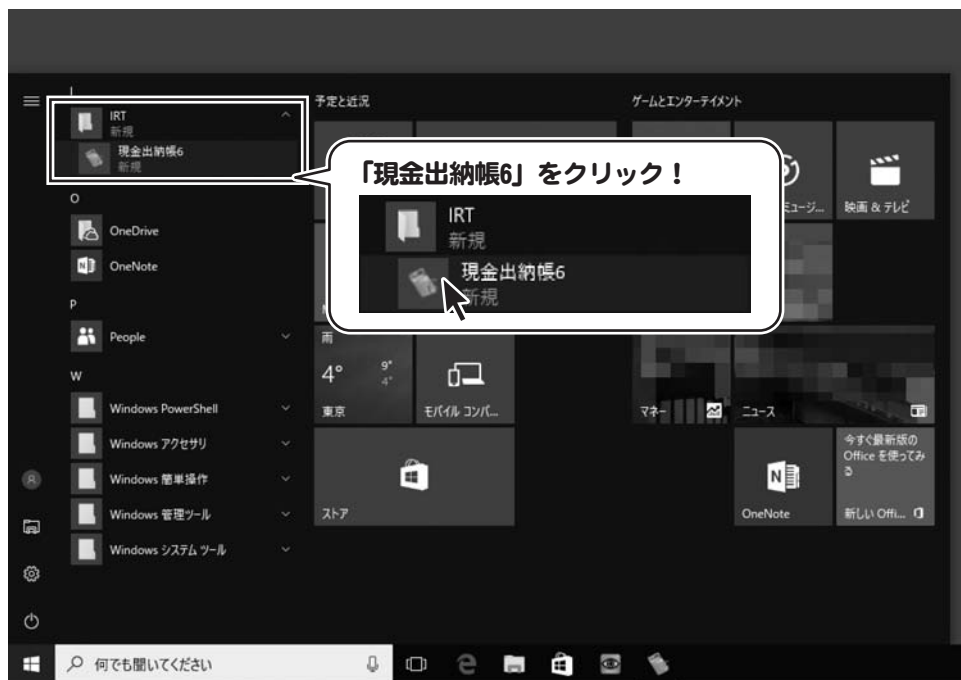 I
IRT
新規
現金出納帳6
新規
O
OneDrive
OneNote
P
People
W
Windows PowerShell
Windows アクセサリ
Windows 簡単操作
Windows 管理ツール
Windows システム ツール
予定と近況
ゲームとエンターテイメント
「現金出納帳6」をクリック！
IRT
新規
現金出納帳6
新規
ミュージ...
映画 & テレビ
雨
4°
9°
4°
東京
モバイル コンパ...
マネー
ニュース
ストア
OneNote
今すぐ最新版の
Office を使ってみ
る
新しい Offi...
何でも聞いてください